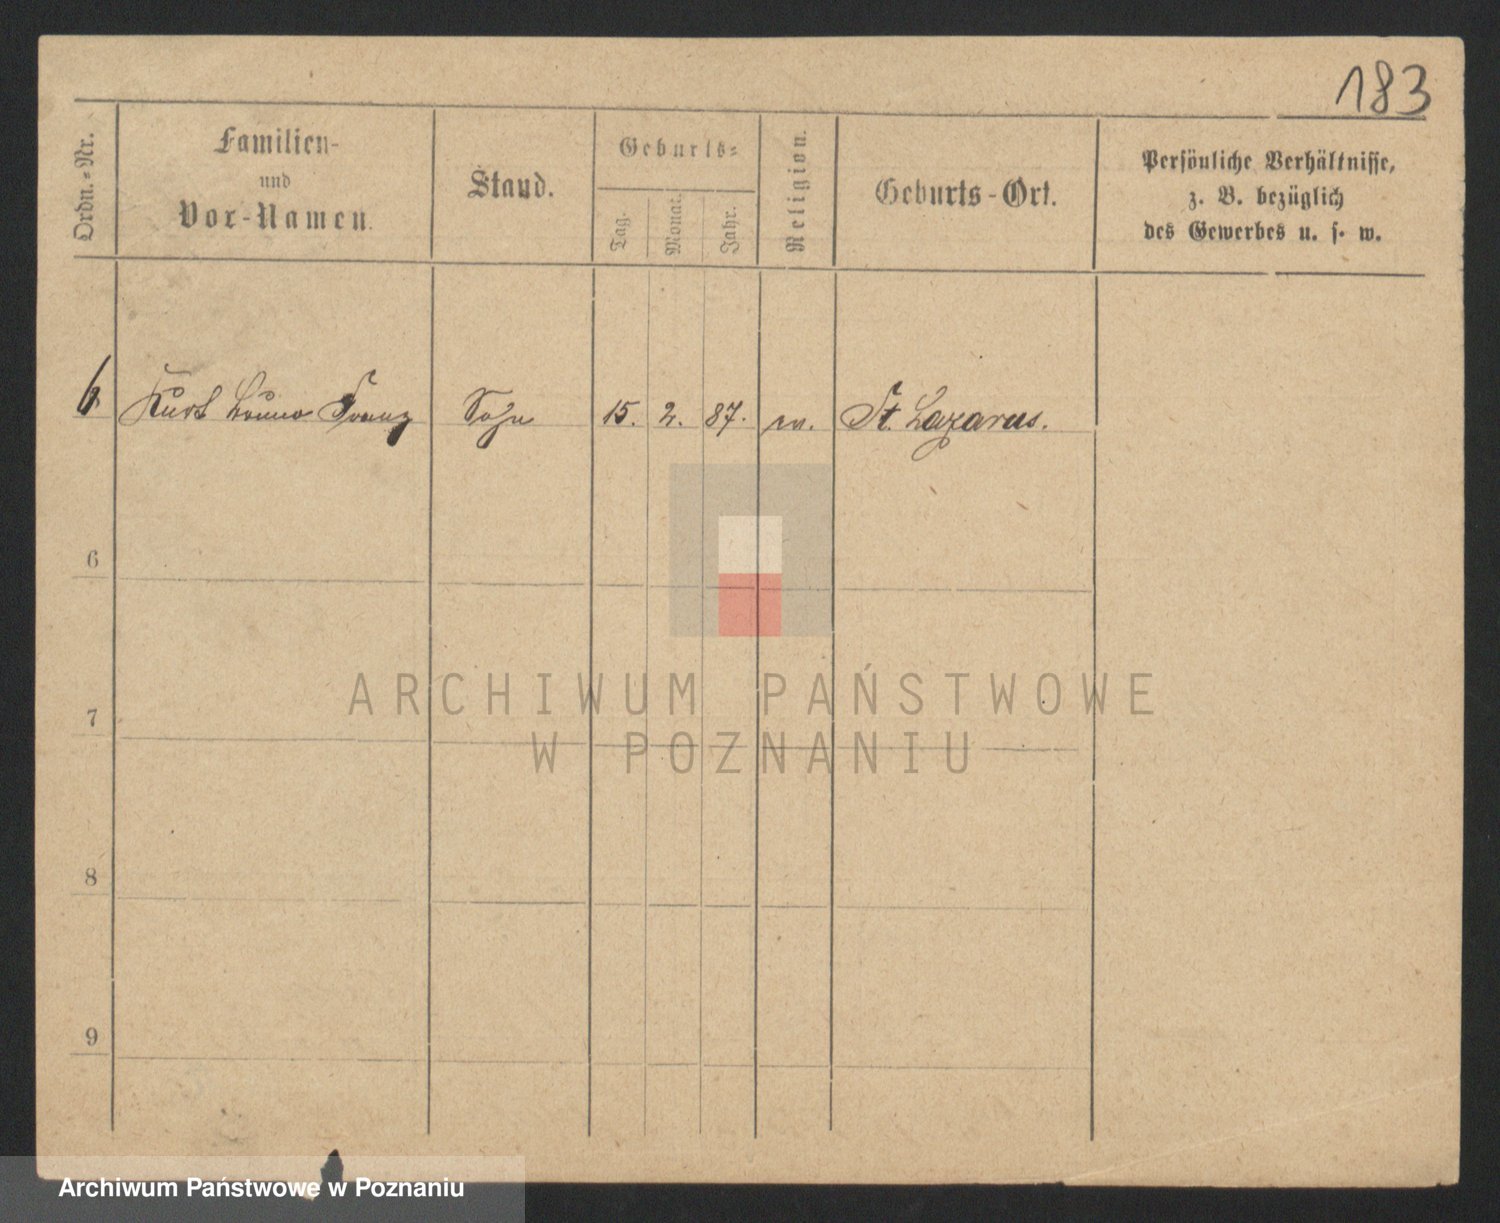 183
Ordn.-Nr.
Familien-
und
Vor-Namen.
Stand.
Geburts-
Tag.
Monat.
Jahr.
Religion.
Geburts-Ort.
Persönliche Verhältnisse,
z. B. bezüglich
des Gewerbes u. s. w.
Kurt Bruno Franz Sohn 15. 2. 87. ev. St. Lazarus.
6
7
8
9
ARCHIWUM PAŃSTWOWE
W POZNANIU
Archiwum Państwowe w Poznaniu